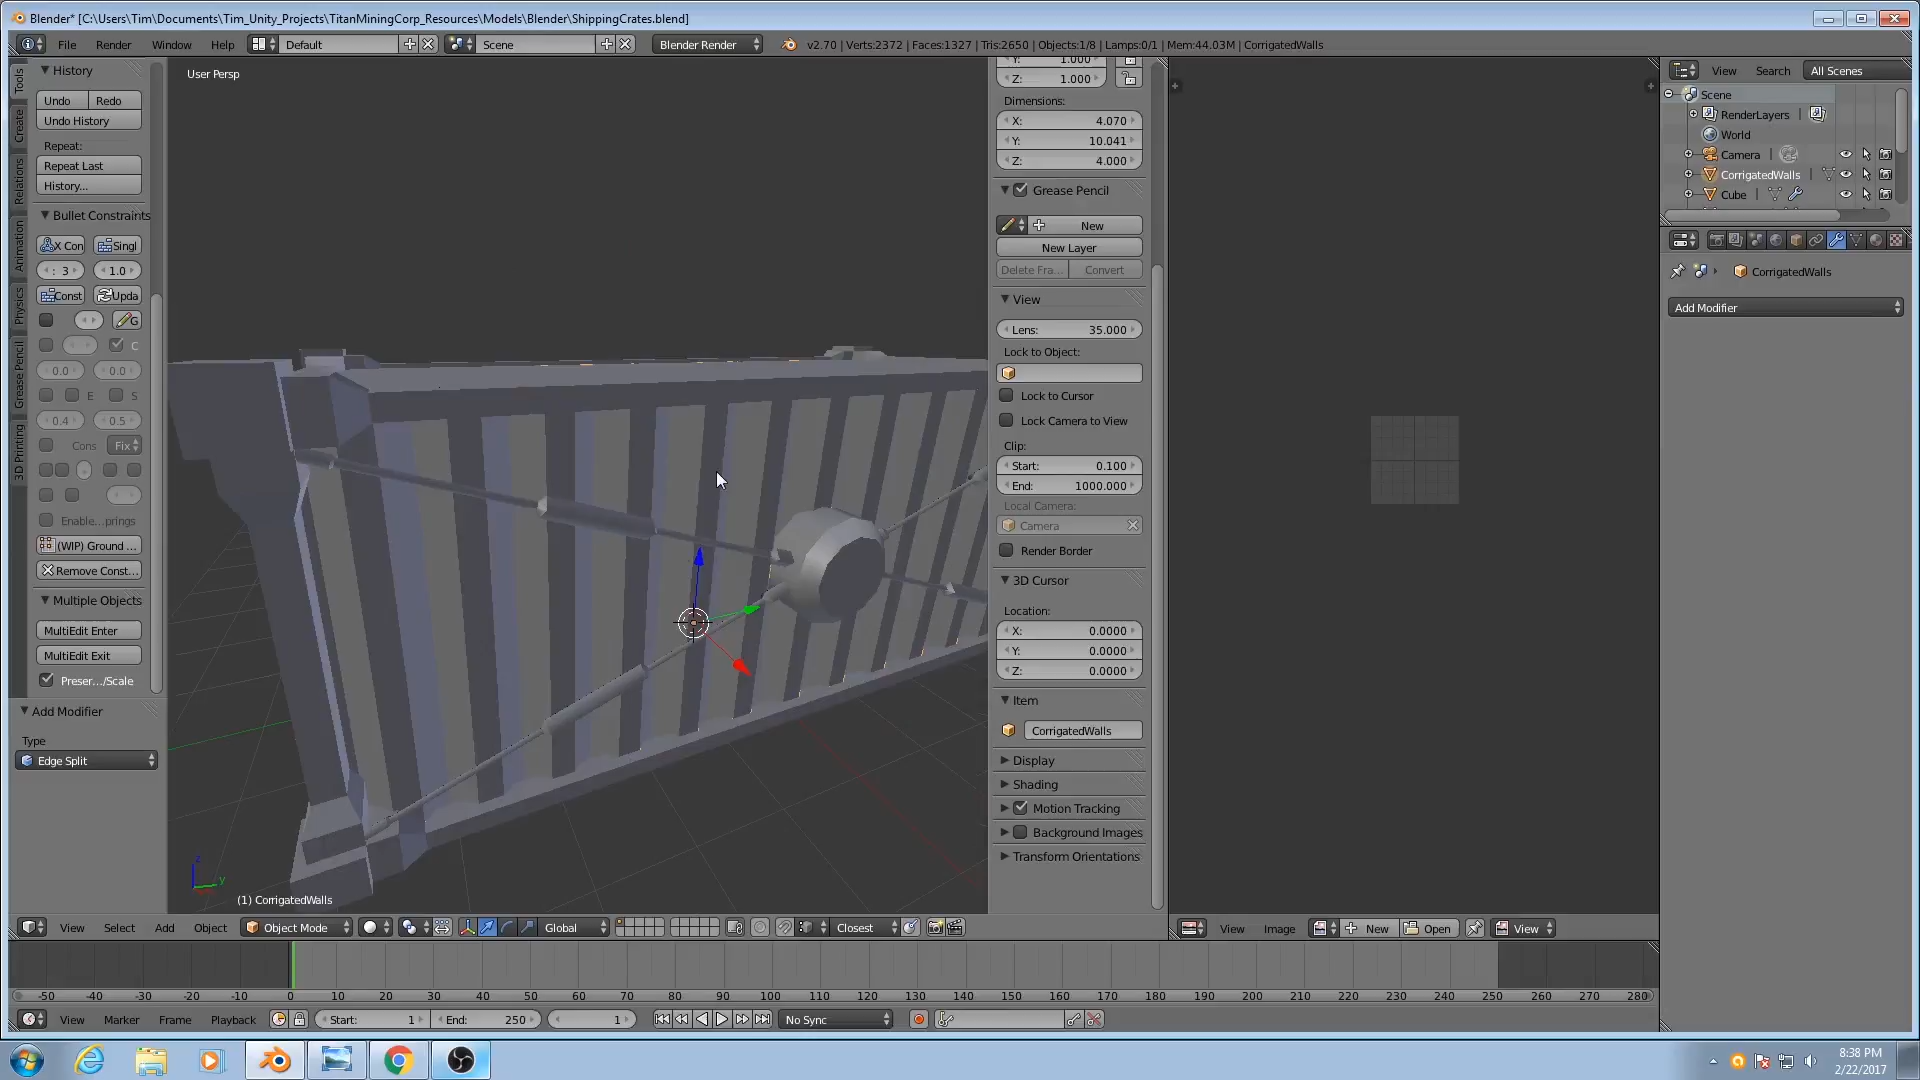 Blender* [C:\Users\Tim\Documents\Tim_Unity_Projects\TitanMiningCorp_Resources\Models\Blender\ShippingCrates.blend]
File Render Window Help Default Scene Blender Render v2.70 | Verts:2372 | Faces:1327 | Tris:2650 | Objects:1/8 | Lamps:0/1 | Mem:44.03M | CorrigatedWalls
Tools
Create
Relations
Animation
Physics
Grease Pencil
3D Printing
History
Undo Redo
Undo History
Repeat:
Repeat Last
History...
Bullet Constraints
X Con Singl
: 3 1.0
Const Upda
G
C
0.0 0.0
E S
0.4 0.5
Cons Fix
Enable...prings
(WIP) Ground ...
Remove Const...
Multiple Objects
MultiEdit Enter
MultiEdit Exit
Preser.../Scale
Add Modifier
Type
Edge Split
User Persp
z
y
(1) CorrigatedWalls
Y: 1.000
Z: 1.000
Dimensions:
X: 4.070
Y: 10.041
Z: 4.000
Grease Pencil
New
New Layer
Delete Fra... Convert
View
Lens: 35.000
Lock to Object:
Lock to Cursor
Lock Camera to View
Clip:
Start: 0.100
End: 1000.000
Local Camera:
Camera
Render Border
3D Cursor
Location:
X: 0.0000
Y: 0.0000
Z: 0.0000
Item
CorrigatedWalls
Display
Shading
Motion Tracking
Background Images
Transform Orientations
View Search All Scenes
Scene
RenderLayers |
World
Camera |
CorrigatedWalls |
Cube |
CorrigatedWalls
Add Modifier
View Select Add Object Object Mode Global Closest
View Image New Open View
-50 -40 -30 -20 -10 0 10 20 30 40 50 60 70 80 90 100 110 120 130 140 150 160 170 180 190 200 210 220 230 240 250 260 270 280
View Marker Frame Playback Start: 1 End: 250 1 No Sync
8:38 PM
2/22/2017